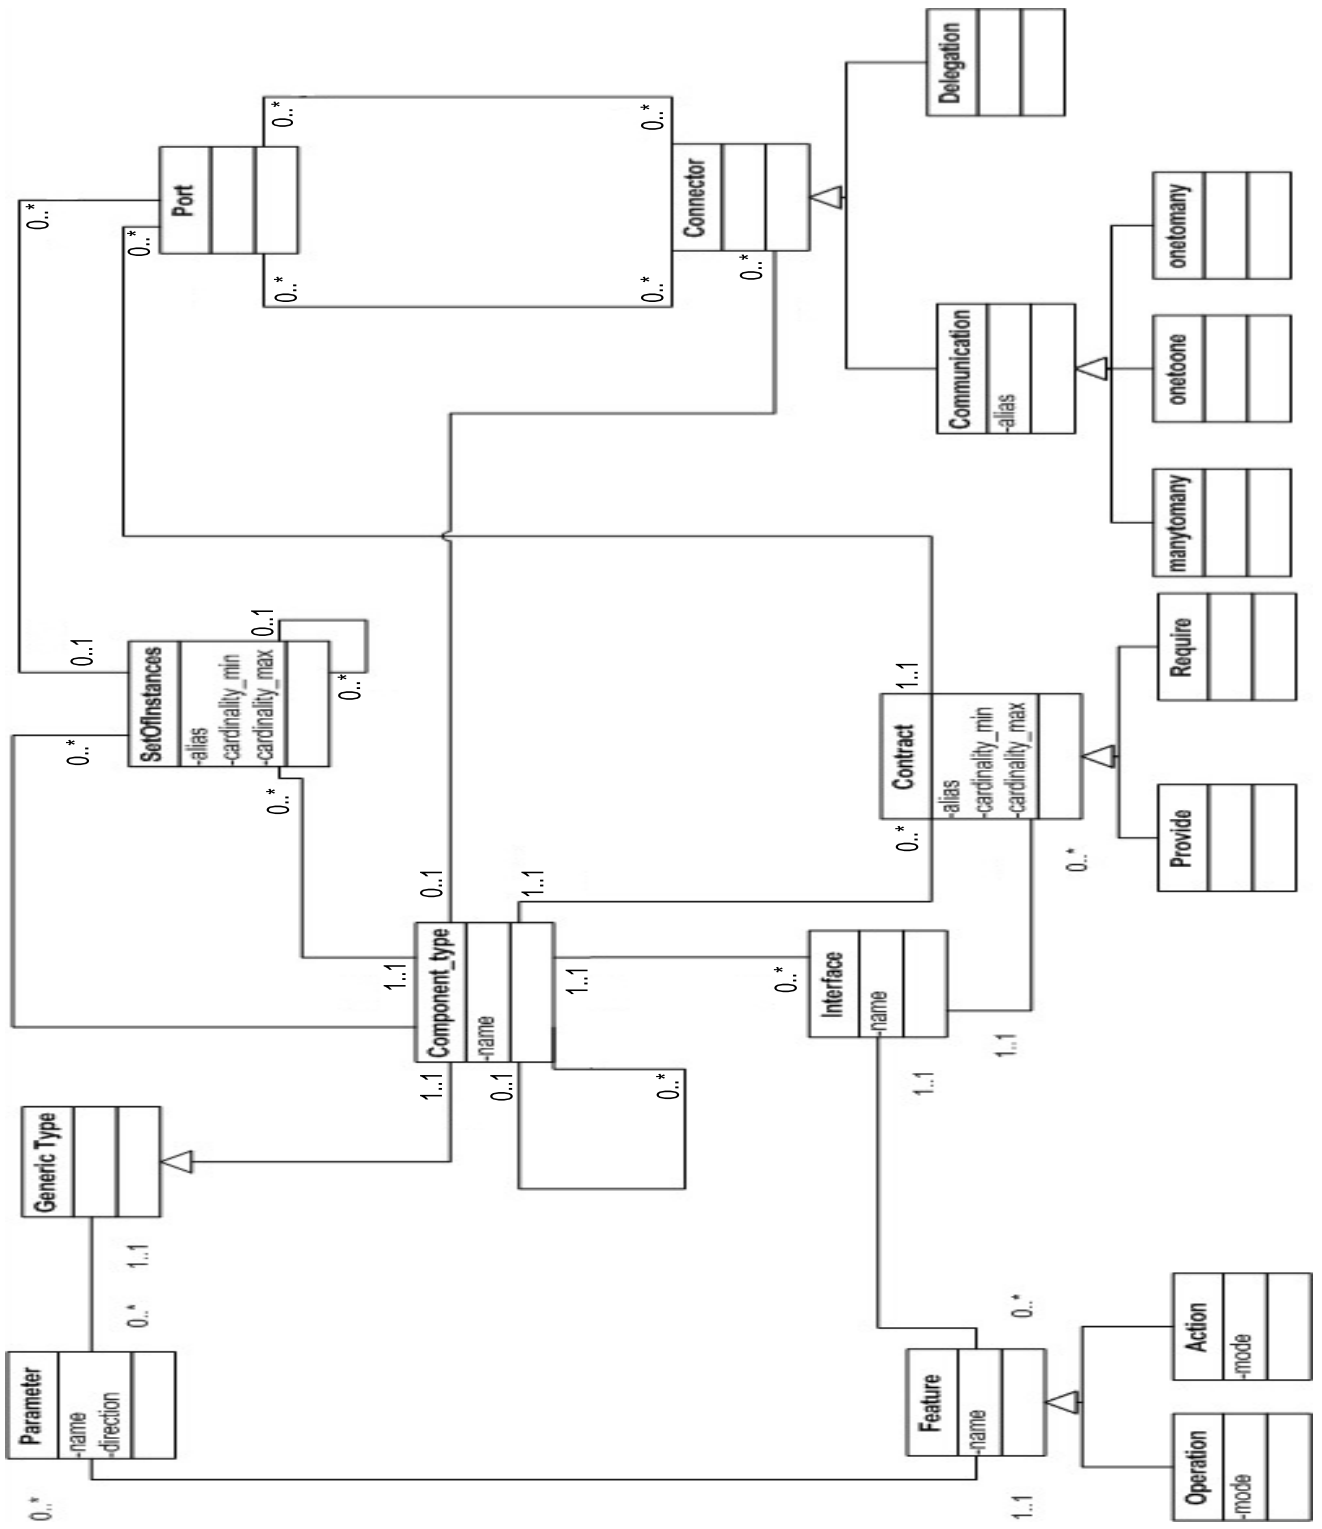 0..*
Parameter
-name
-direction
0..*
1..1
Generic Type
0..*
SetOfInstances
-alias
-cardinality_min
-cardinality_max
0..1
0..*
0..1
0..*
0..*
0..*
Port
0..*
0..*
1..1
1..1
0..1
Component_type
-name
0..1
1..1
1..1
0..*
0..*
0..*
0..*
Connector
0..*
0..*
Interface
-name
1..1
1..1
0..*
1..1
Contract
-alias
-cardinality_min
-cardinality_max
0..*
Communication
-alias
Delegation
1..1
Feature
-name
0..*
Operation
-mode
Action
-mode
Provide
Require
manytomany
onetoone
onetomany